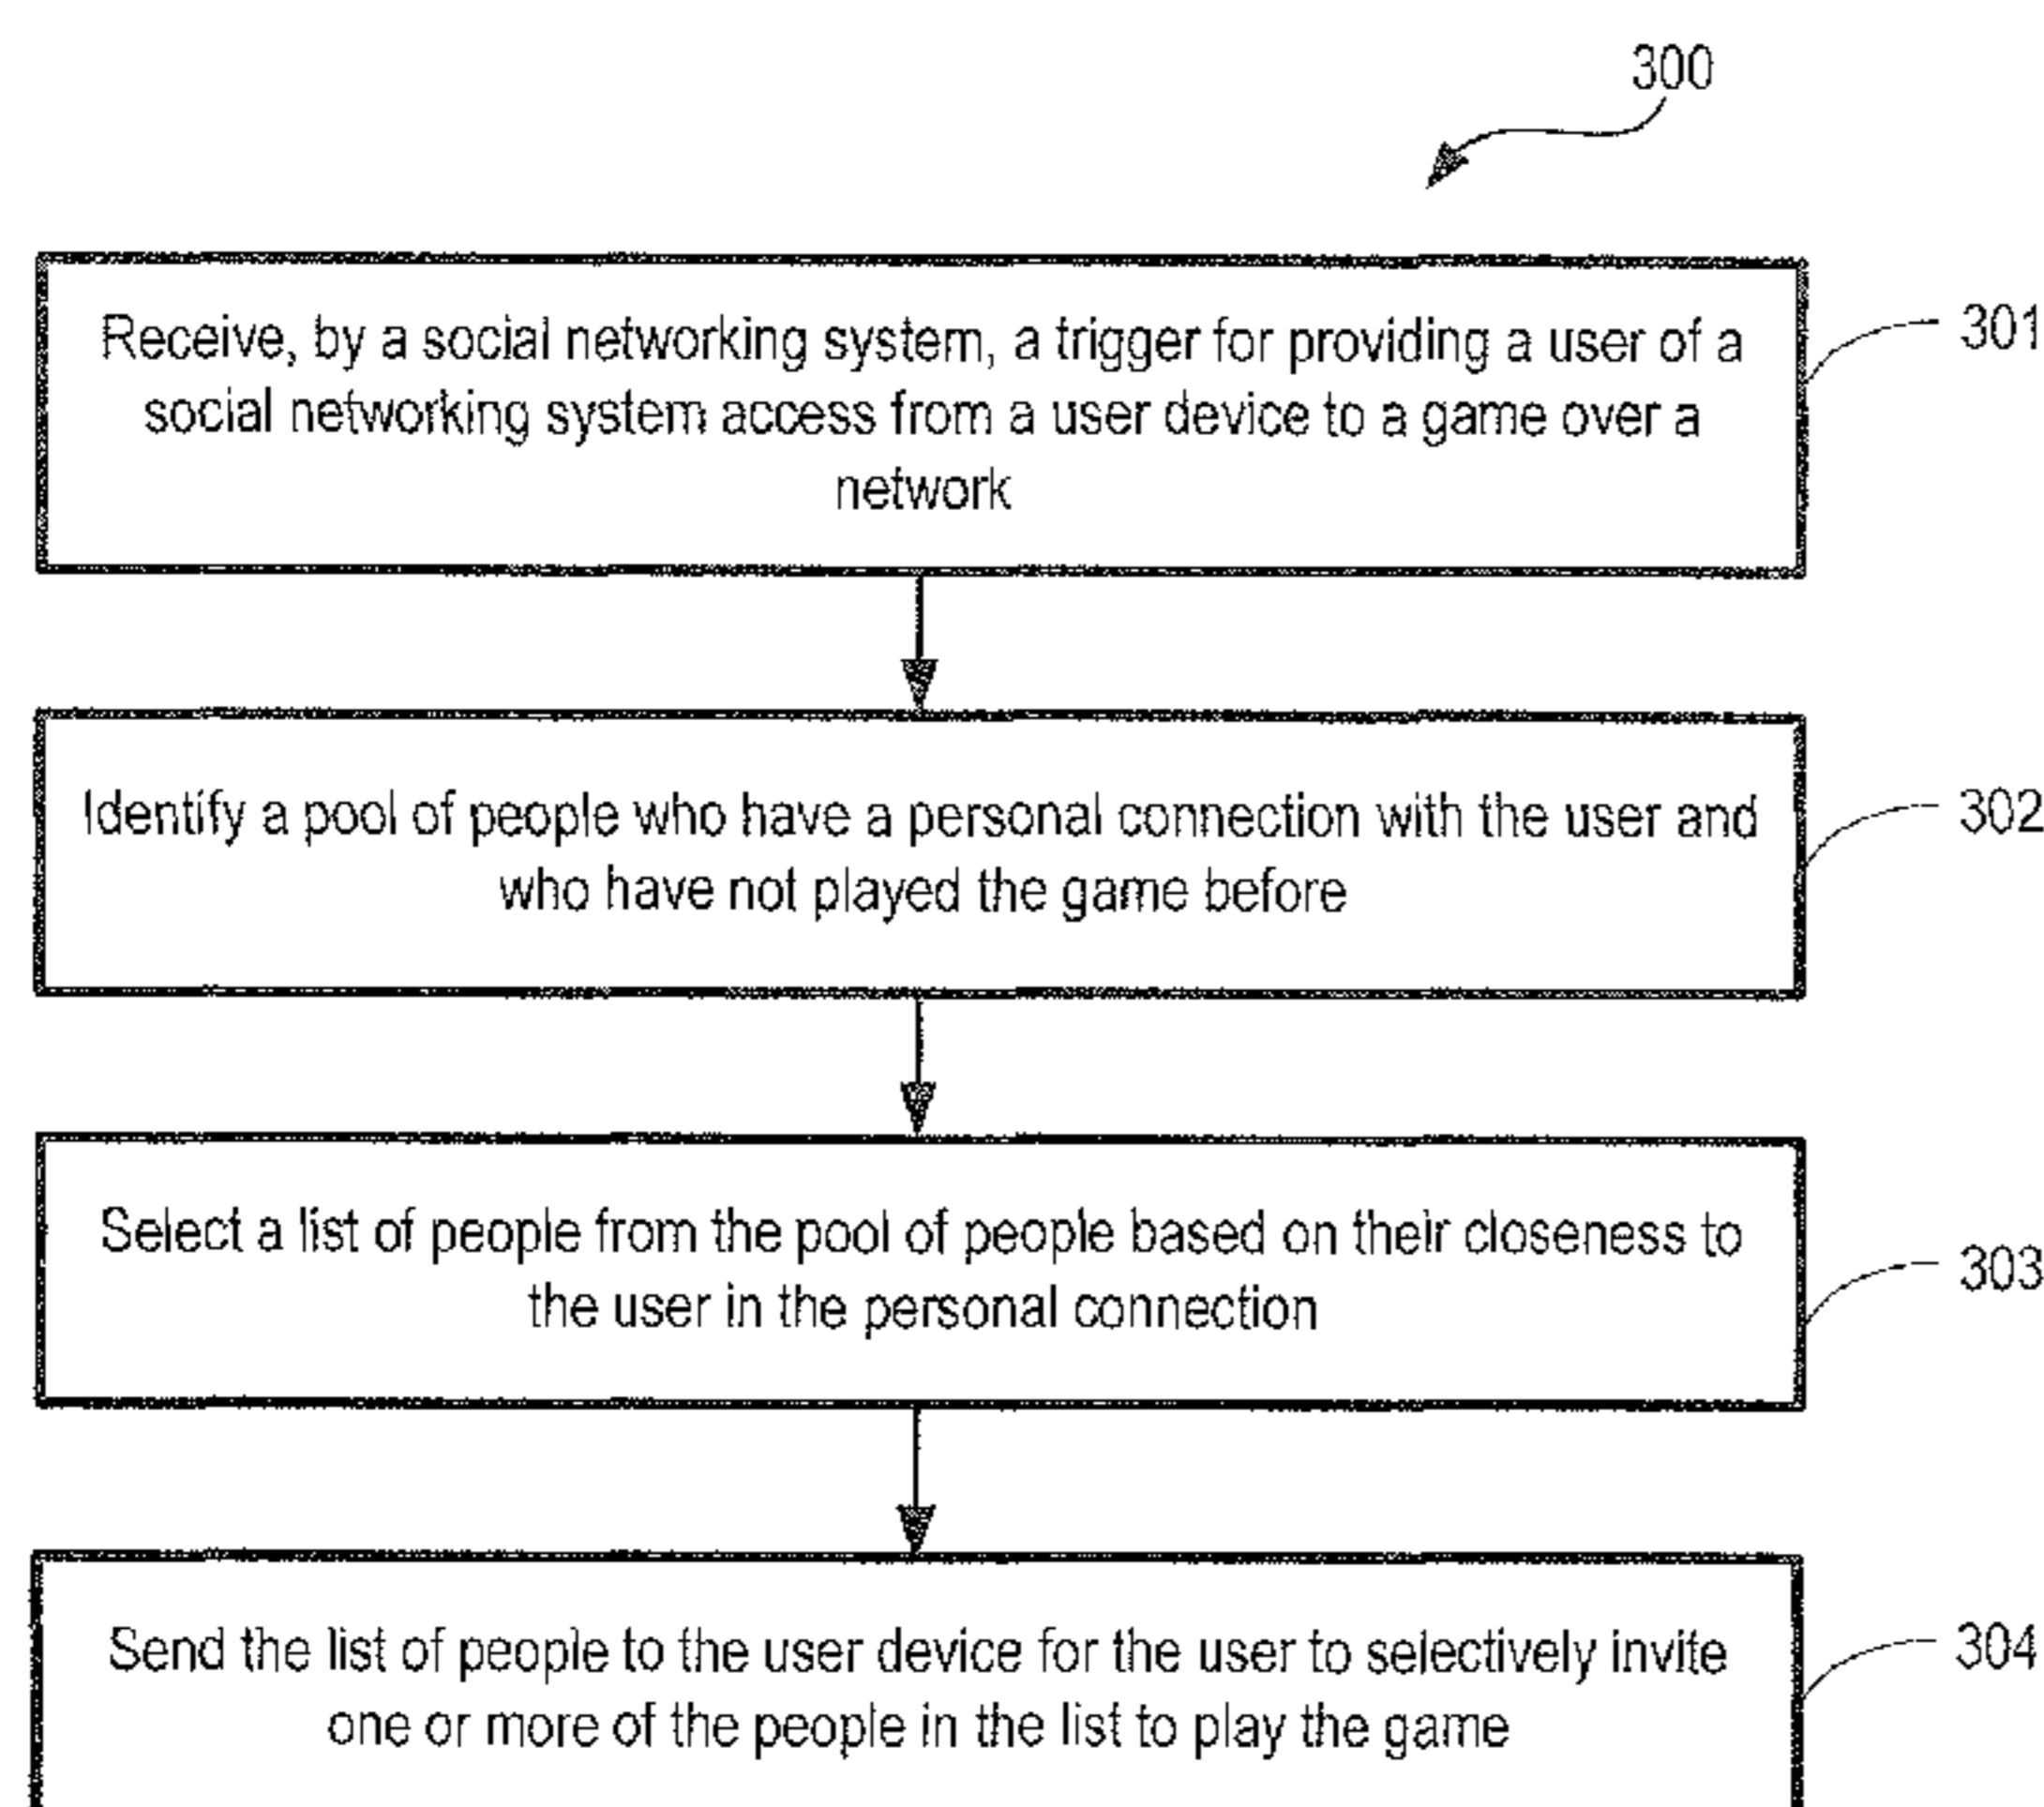 300
Receive, by a social networking system, a trigger for providing a user of a
social networking system access from a user device to a game over a
network
301
Identify a pool of people who have a personal connection with the user and
who have not played the game before
302
Select a list of people from the pool of people based on their closeness to
the user in the personal connection
303
Send the list of people to the user device for the user to selectively invite
one or more of the people in the list to play the game
304